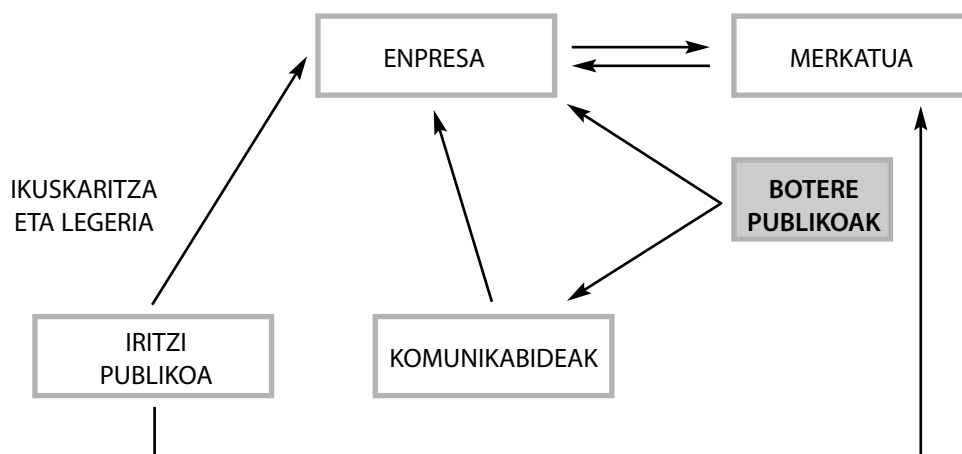 ENPRESA
MERKATUA
IKUSKARITZA
ETA LEGERIA
BOTERE
PUBLIKOAK
IRITZI
PUBLIKOA
KOMUNIKABIDEAK